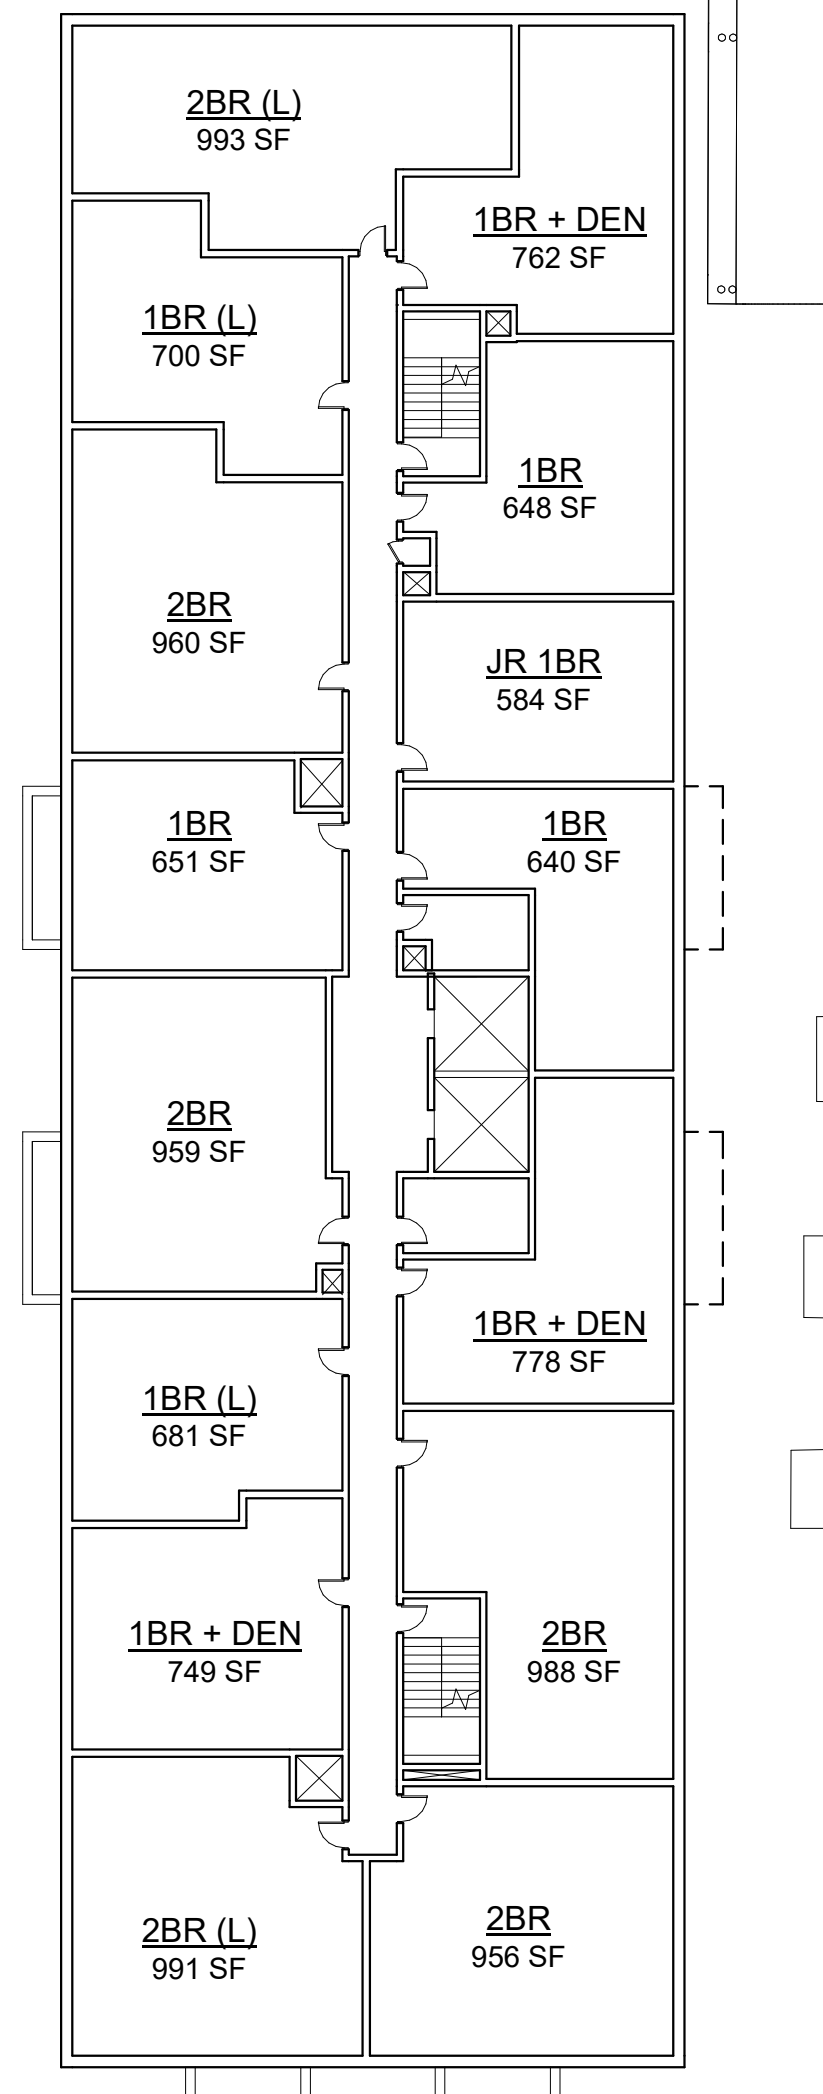 2BR (L)
993 SF
1BR + DEN
762 SF
1BR (L)
700 SF
1BR
648 SF
2BR
960 SF
JR 1BR
584 SF
1BR
651 SF
1BR
640 SF
2BR
959 SF
1BR + DEN
778 SF
1BR (L)
681 SF
1BR + DEN
749 SF
2BR
988 SF
2BR (L)
991 SF
2BR
956 SF